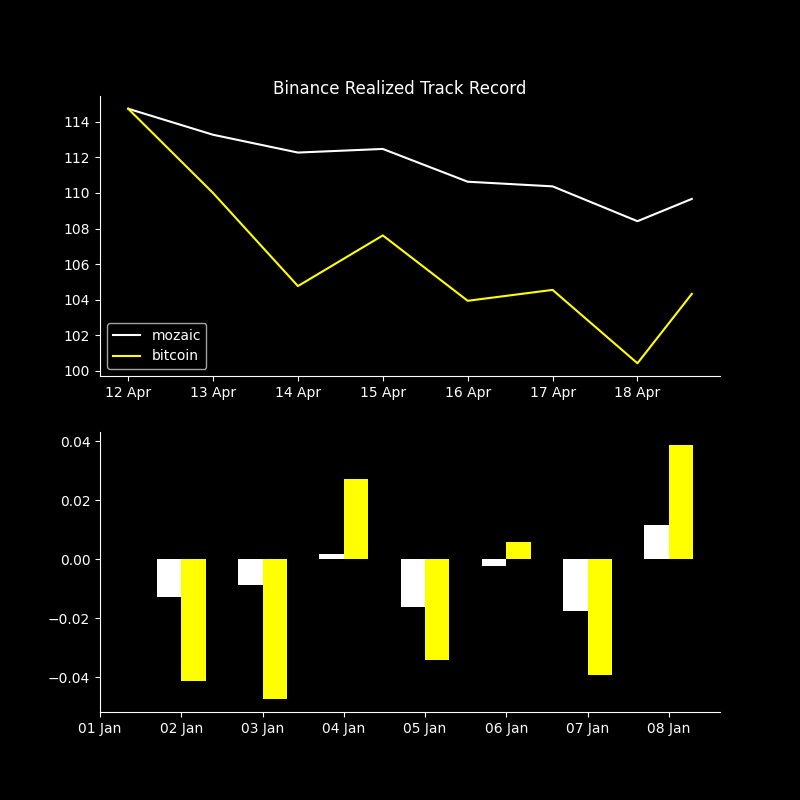 Binance Realized Track Record
114
112
110
108
106
104
102
100
mozaic
bitcoin
12 Apr 13 Apr 14 Apr 15 Apr 16 Apr 17 Apr 18 Apr
0.04
0.02
0.00
−0.02
−0.04
01 Jan 02 Jan 03 Jan 04 Jan 05 Jan 06 Jan 07 Jan 08 Jan